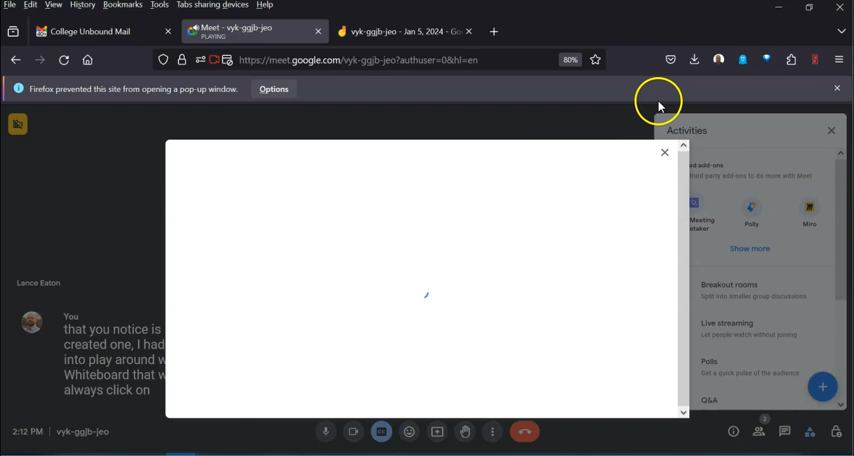 File Edit View History Bookmarks Tools Tabs sharing devices Help
College Unbound Mail
Meet - vyk-ggjb-jeo
PLAYING
vyk-ggjb-jeo - Jan 5, 2024 - Go
https://meet.google.com/vyk-ggjb-jeo?authuser=0&hl=en
80%
Firefox prevented this site from opening a pop-up window.
Options
Activities
ed add-ons
third party add-ons to do more with Meet
Meeting
etaker
Polly
Miro
Show more
Breakout rooms
Split into smaller group discussions
Live streaming
Let people watch without joining
Polls
Get a quick pulse of the audience
Q&A
Lance Eaton
You
that you notice is
created one, I had
into play around w
Whiteboard that w
always click on
2:12 PM | vyk-ggjb-jeo
CC
2